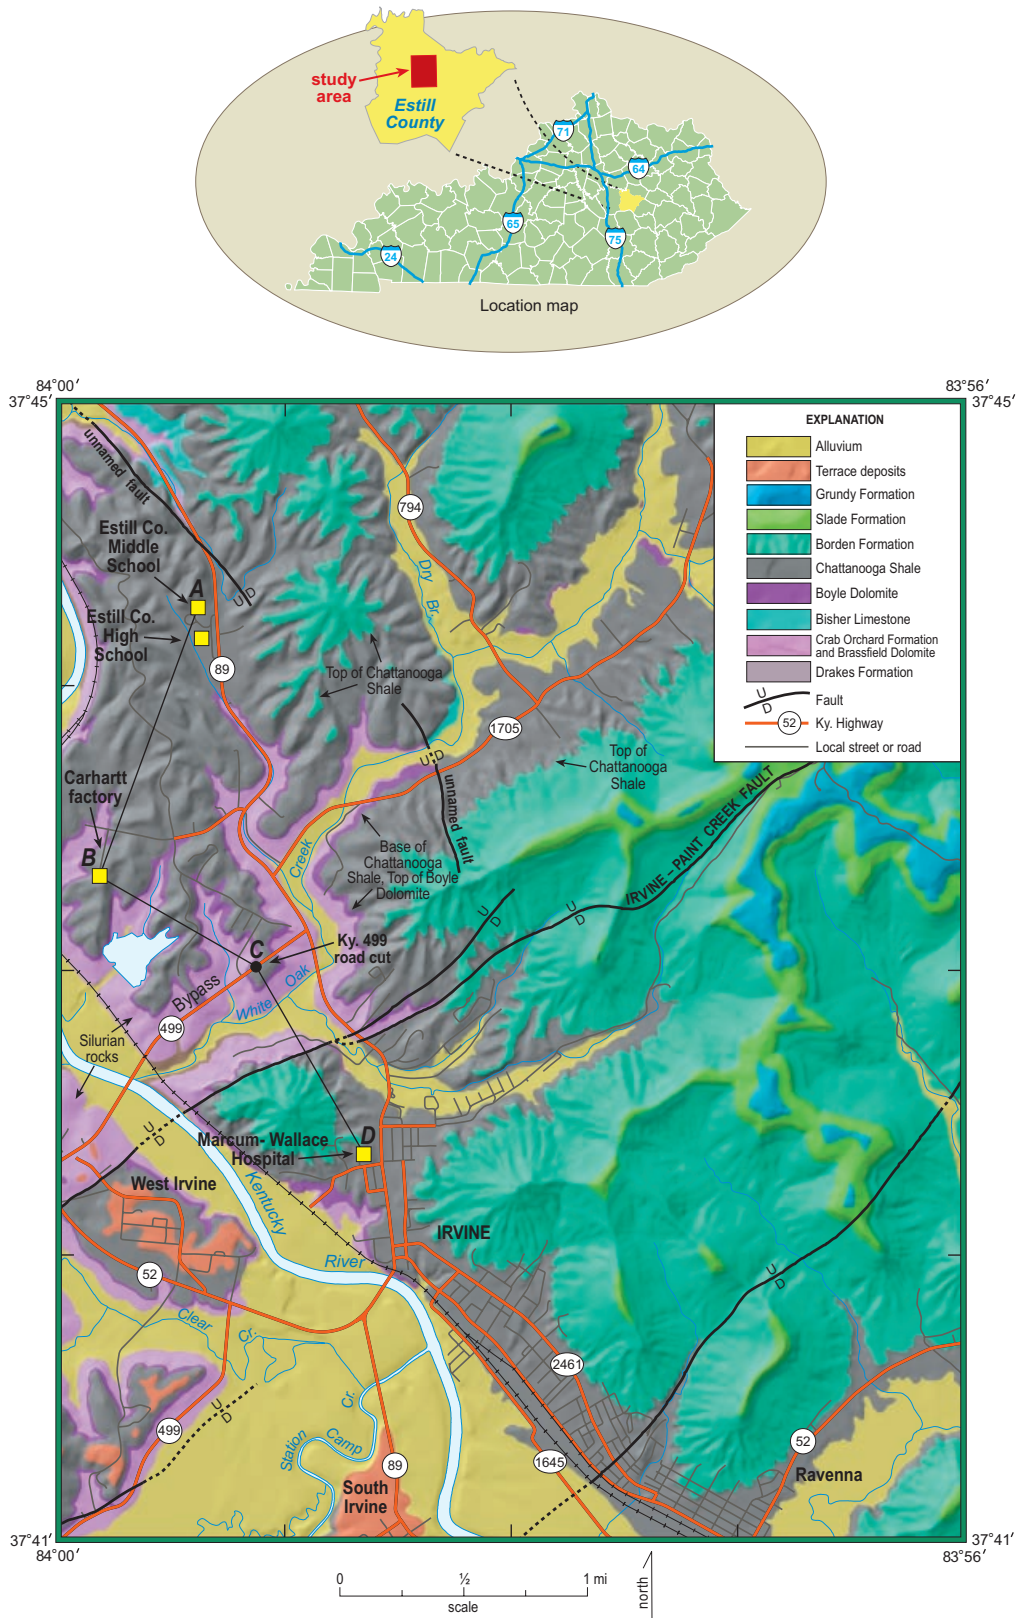 study
area
Estill
County
71
64
65
75
24
Location map
84°00′
83°56′
37°45′
37°45′
EXPLANATION
Alluvium
Terrace deposits
Grundy Formation
Slade Formation
Borden Formation
Chattanooga Shale
Boyle Dolomite
Bisher Limestone
Crab Orchard Formation
and Brassfield Dolomite
Drakes Formation
U
D
Fault
52
Ky. Highway
Local street or road
unnamed fault
Estill Co.
Middle
School
A
U
D
Estill Co.
High
School
89
794
Dry
Br.
Top of Chattanooga
Shale
1705
U
D
unnamed fault
Top of
Chattanooga
Shale
IRVINE – PAINT CREEK FAULT
Carhartt
factory
B
Creek
Base of
Chattanooga
Shale, Top of Boyle
Dolomite
U
D
U
D
C
Ky. 499
road cut
Bypass
White
Oak
499
Silurian
rocks
U
D
Marcum- Wallace
Hospital
D
West Irvine
Kentucky
River
IRVINE
52
Clear
Cr.
U
D
2461
499
U
D
Station
Camp
Cr.
89
South
Irvine
1645
52
Ravenna
37°41′
37°41′
84°00′
83°56′
0
½
1 mi
scale
north